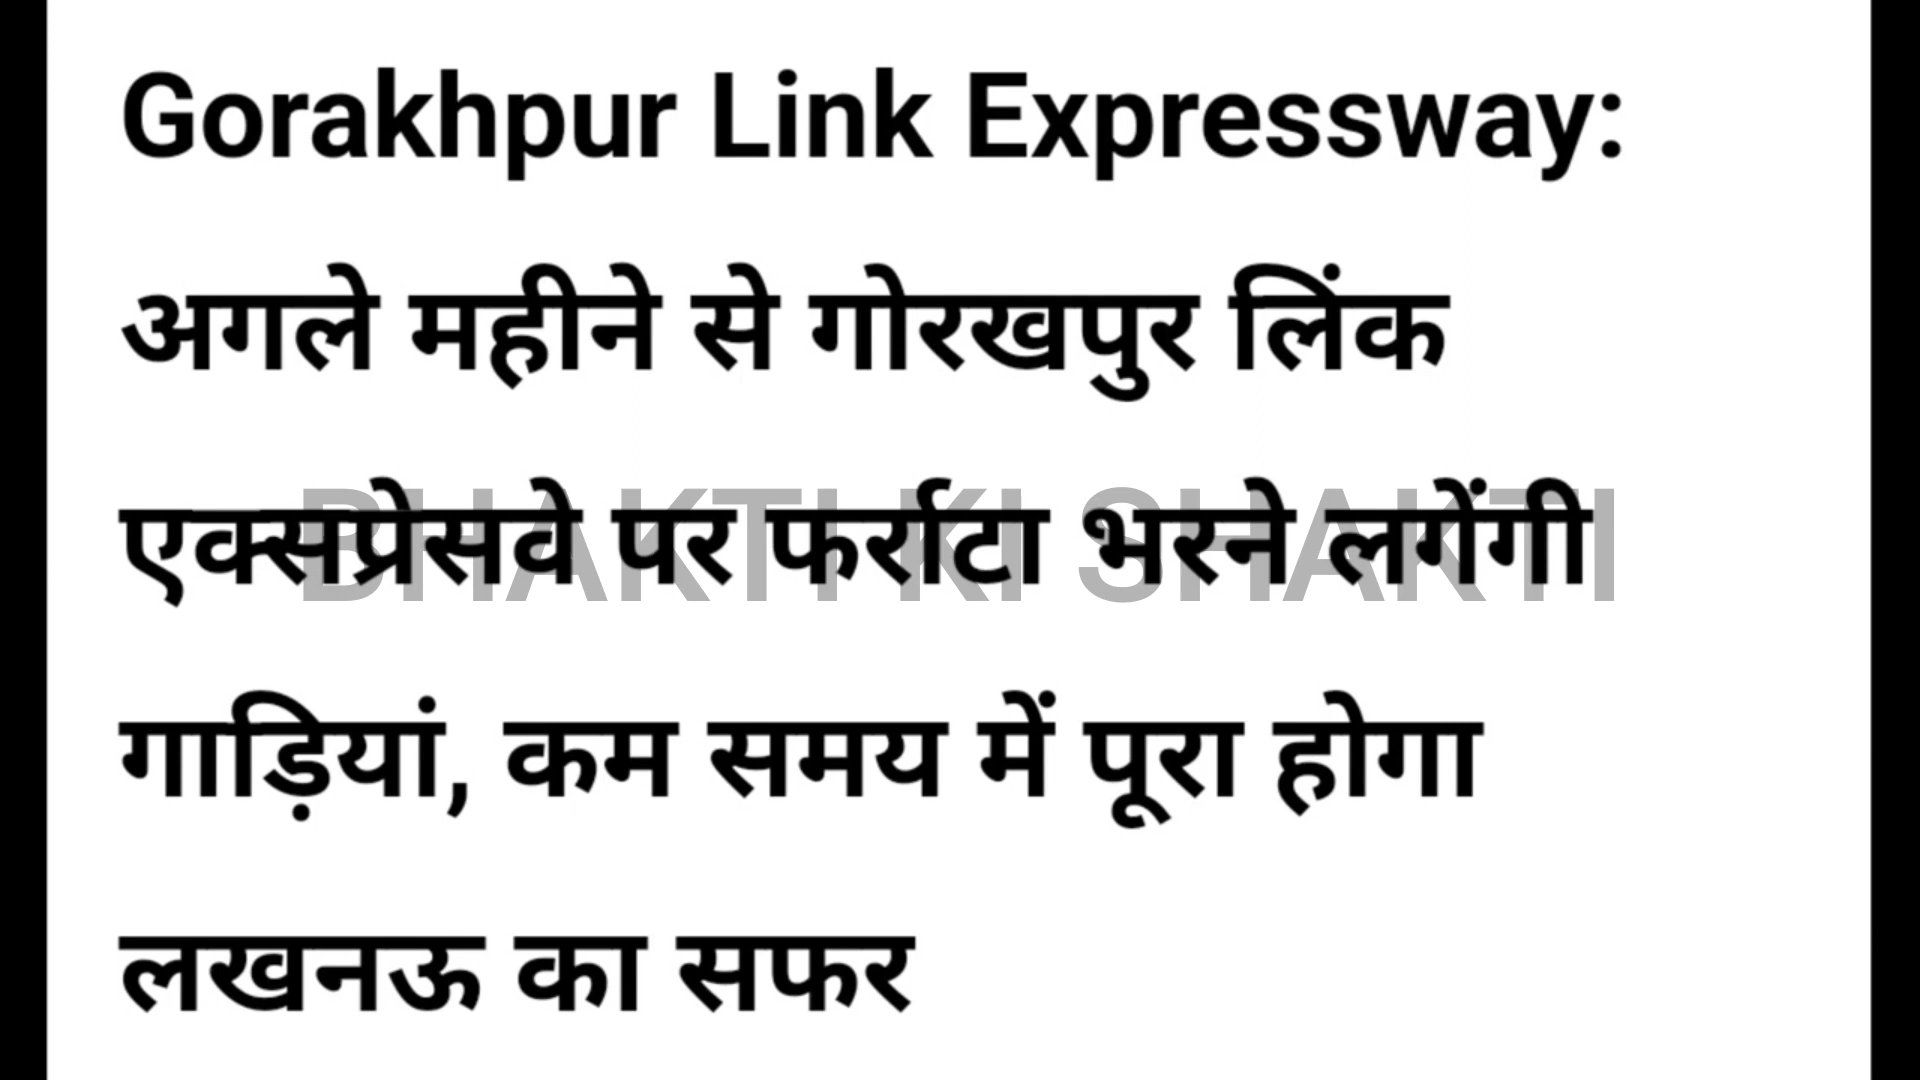 Gorakhpur Link Expressway:
अगले महीने से गोरखपुर लिंक
एक्सप्रेसवे पर फर्राटा भरने लगेंगी
BHAKTI KI SHAKTI
गाड़ियां, कम समय में पूरा होगा
लखनऊ का सफर